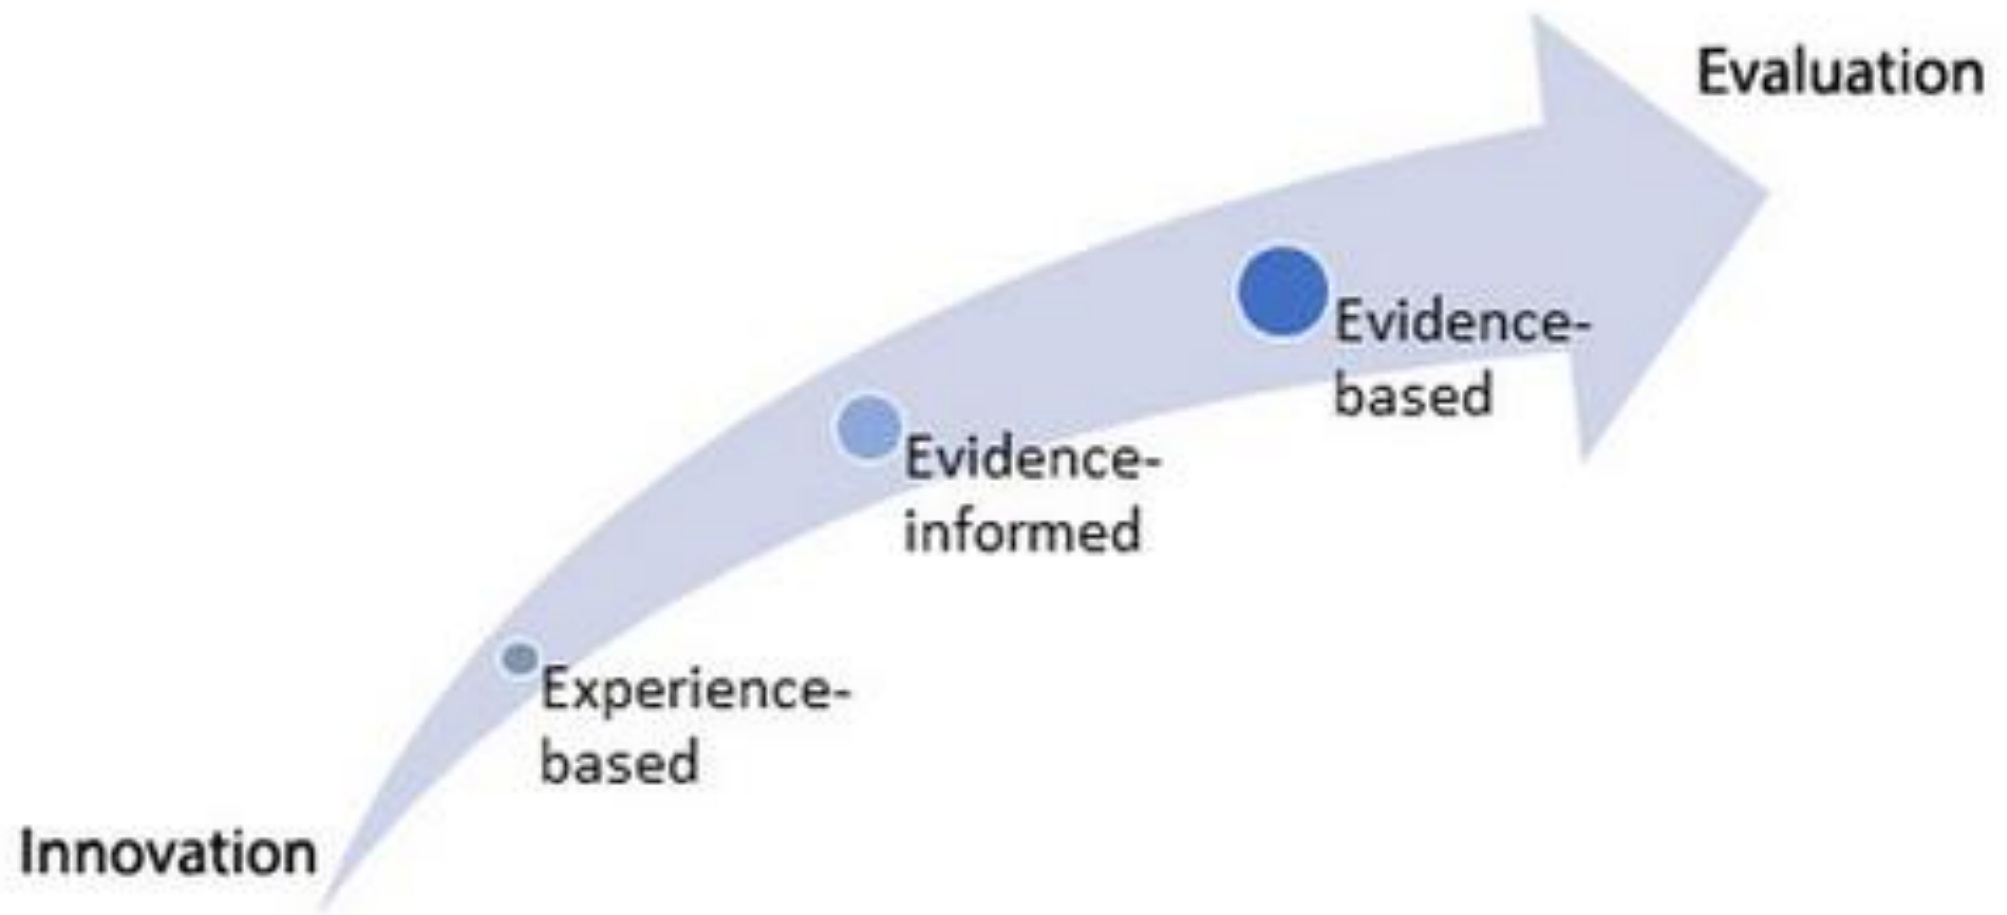 Evaluation
Evidence-
based
Evidence-
informed
Experience-
based
Innovation